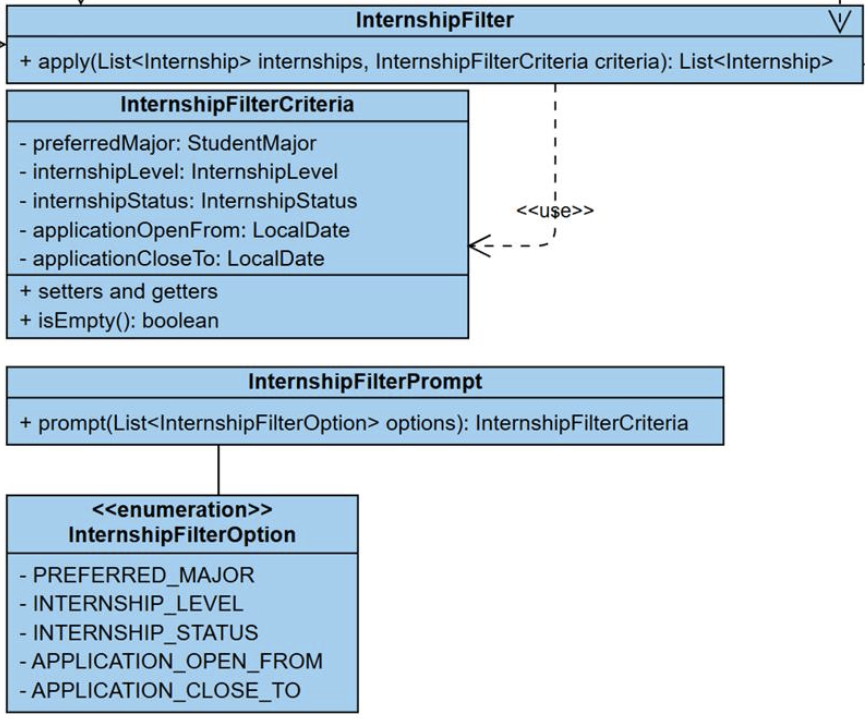 InternshipFilter
+ apply(List<Internship> internships, InternshipFilterCriteria criteria): List<Internship>
InternshipFilterCriteria
- preferredMajor: StudentMajor
- internshipLevel: InternshipLevel
- internshipStatus: InternshipStatus
- applicationOpenFrom: LocalDate
- applicationCloseTo: LocalDate
+ setters and getters
+ isEmpty(): boolean
<<use>>
InternshipFilterPrompt
+ prompt(List<InternshipFilterOption> options): InternshipFilterCriteria
<<enumeration>>
InternshipFilterOption
- PREFERRED_MAJOR
- INTERNSHIP_LEVEL
- INTERNSHIP_STATUS
- APPLICATION_OPEN_FROM
- APPLICATION_CLOSE_TO